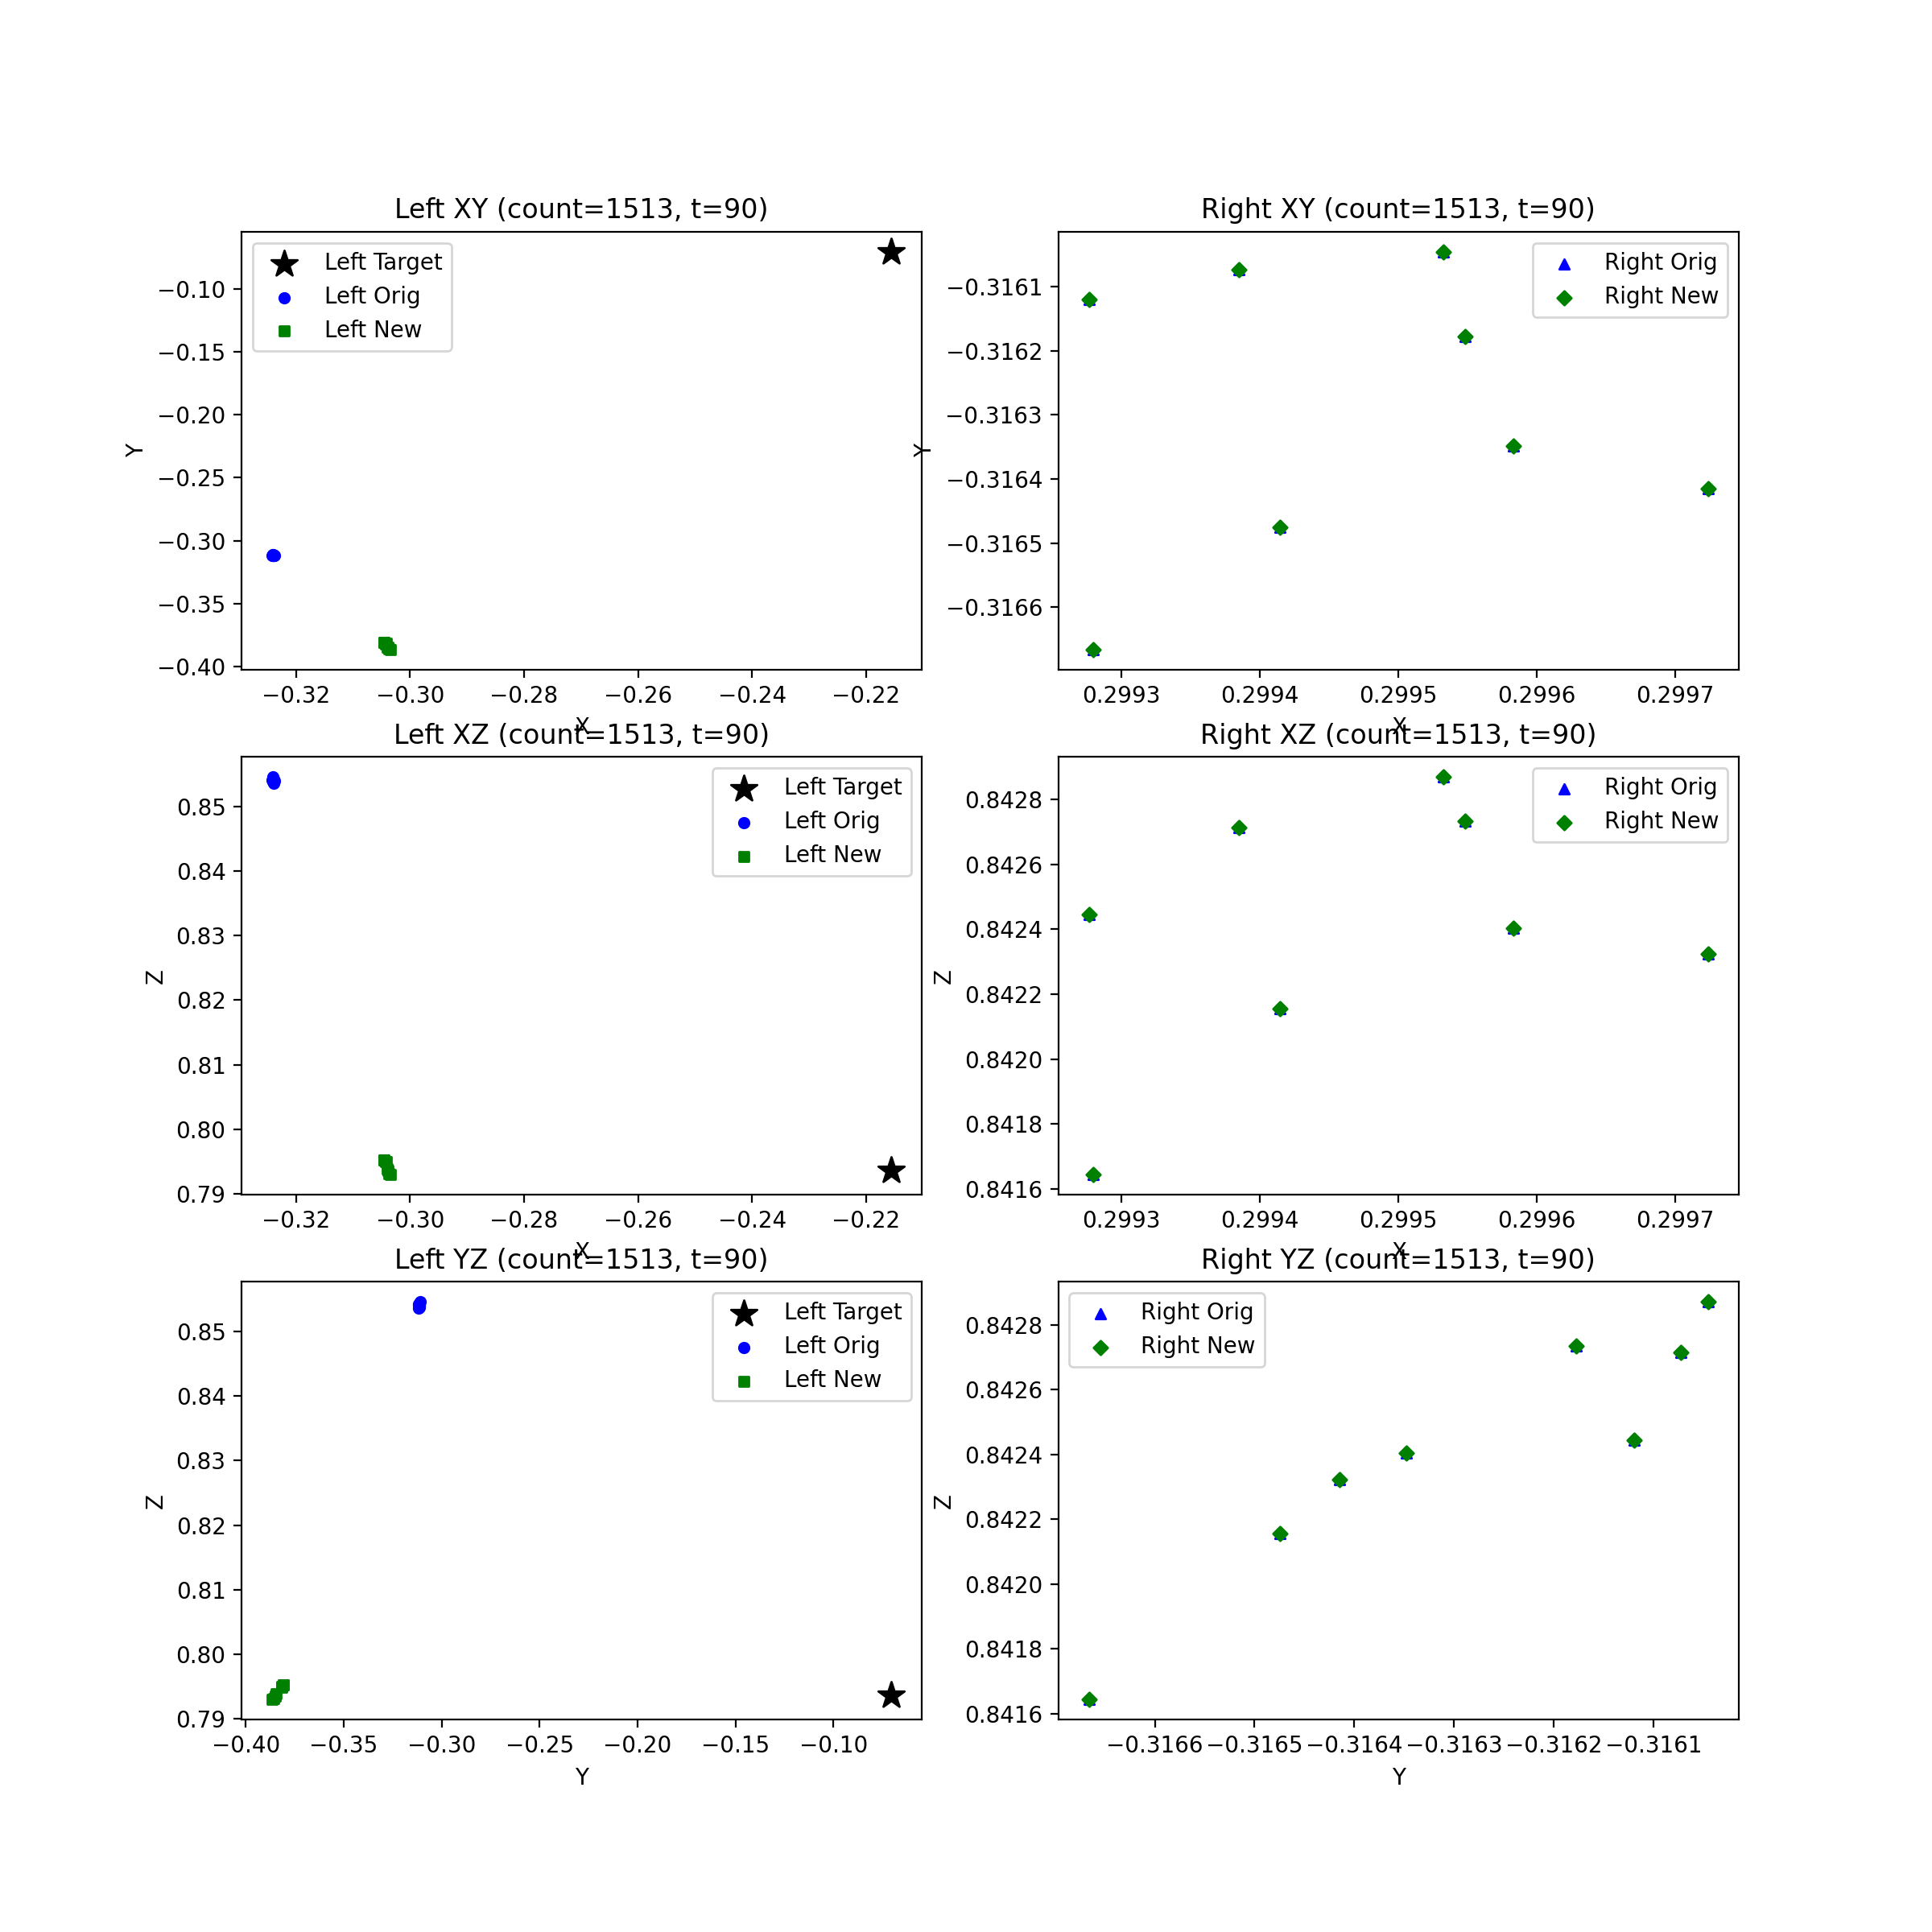 Left XY (count=1513, t=90)
Left Target
Left Orig
Left New
−0.10
−0.15
−0.20
−0.25
−0.30
−0.35
−0.40
Y
−0.32 −0.30 −0.28 −0.26 −0.24 −0.22
X
Right XY (count=1513, t=90)
Right Orig
Right New
−0.3161
−0.3162
−0.3163
−0.3164
−0.3165
−0.3166
Y
0.2993 0.2994 0.2995 0.2996 0.2997
X
Left XZ (count=1513, t=90)
Left Target
Left Orig
Left New
0.85
0.84
0.83
0.82
0.81
0.80
0.79
Z
−0.32 −0.30 −0.28 −0.26 −0.24 −0.22
X
Right XZ (count=1513, t=90)
Right Orig
Right New
0.8428
0.8426
0.8424
0.8422
0.8420
0.8418
0.8416
Z
0.2993 0.2994 0.2995 0.2996 0.2997
X
Left YZ (count=1513, t=90)
Left Target
Left Orig
Left New
0.85
0.84
0.83
0.82
0.81
0.80
0.79
Z
−0.40 −0.35 −0.30 −0.25 −0.20 −0.15 −0.10
Y
Right YZ (count=1513, t=90)
Right Orig
Right New
0.8428
0.8426
0.8424
0.8422
0.8420
0.8418
0.8416
Z
−0.3166 −0.3165 −0.3164 −0.3163 −0.3162 −0.3161
Y